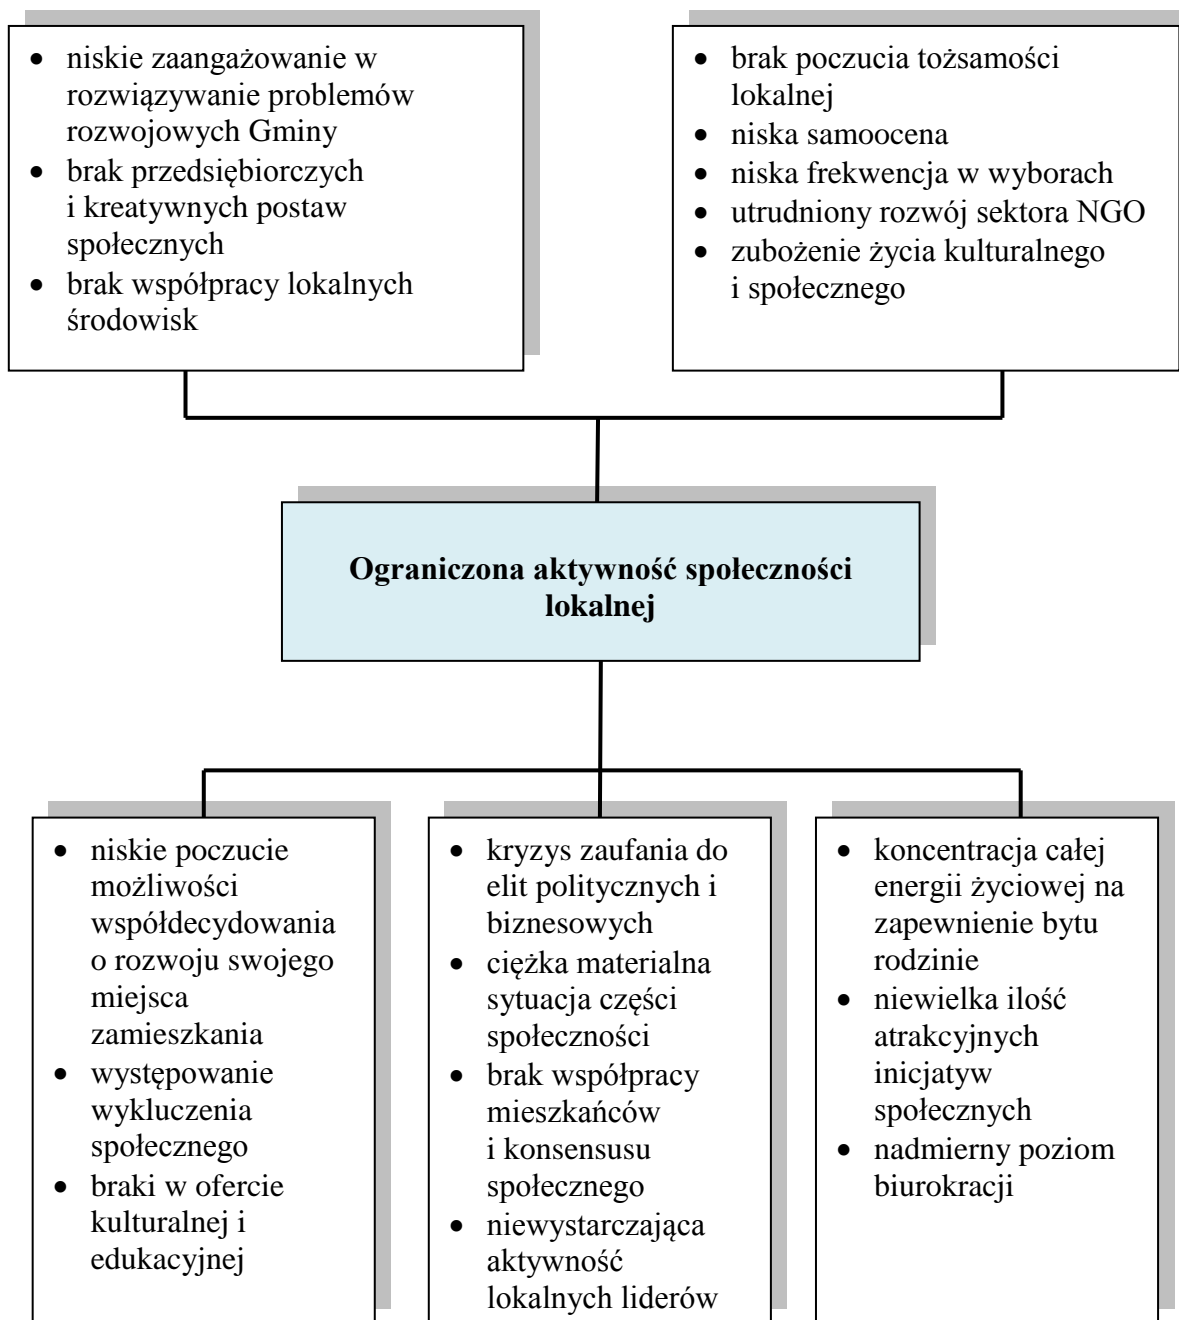 • niskie zaangażowanie w
rozwiązywanie problemów
rozwojowych Gminy
• brak przedsiębiorczych
i kreatywnych postaw
społecznych
• brak współpracy lokalnych
środowisk
• brak poczucia tożsamości
lokalnej
• niska samoocena
• niska frekwencja w wyborach
• utrudniony rozwój sektora NGO
• zubożenie życia kulturalnego
i społecznego
Ograniczona aktywność społeczności
lokalnej
• niskie poczucie
możliwości
współdecydowania
o rozwoju swojego
miejsca
zamieszkania
• występowanie
wykluczenia
społecznego
• braki w ofercie
kulturalnej i
edukacyjnej
• kryzys zaufania do
elit politycznych i
biznesowych
• ciężka materialna
sytuacja części
społeczności
• brak współpracy
mieszkańców
i konsensusu
społecznego
• niewystarczająca
aktywność
lokalnych liderów
• koncentracja całej
energii życiowej na
zapewnienie bytu
rodzinie
• niewielka ilość
atrakcyjnych
inicjatyw
społecznych
• nadmierny poziom
biurokracji